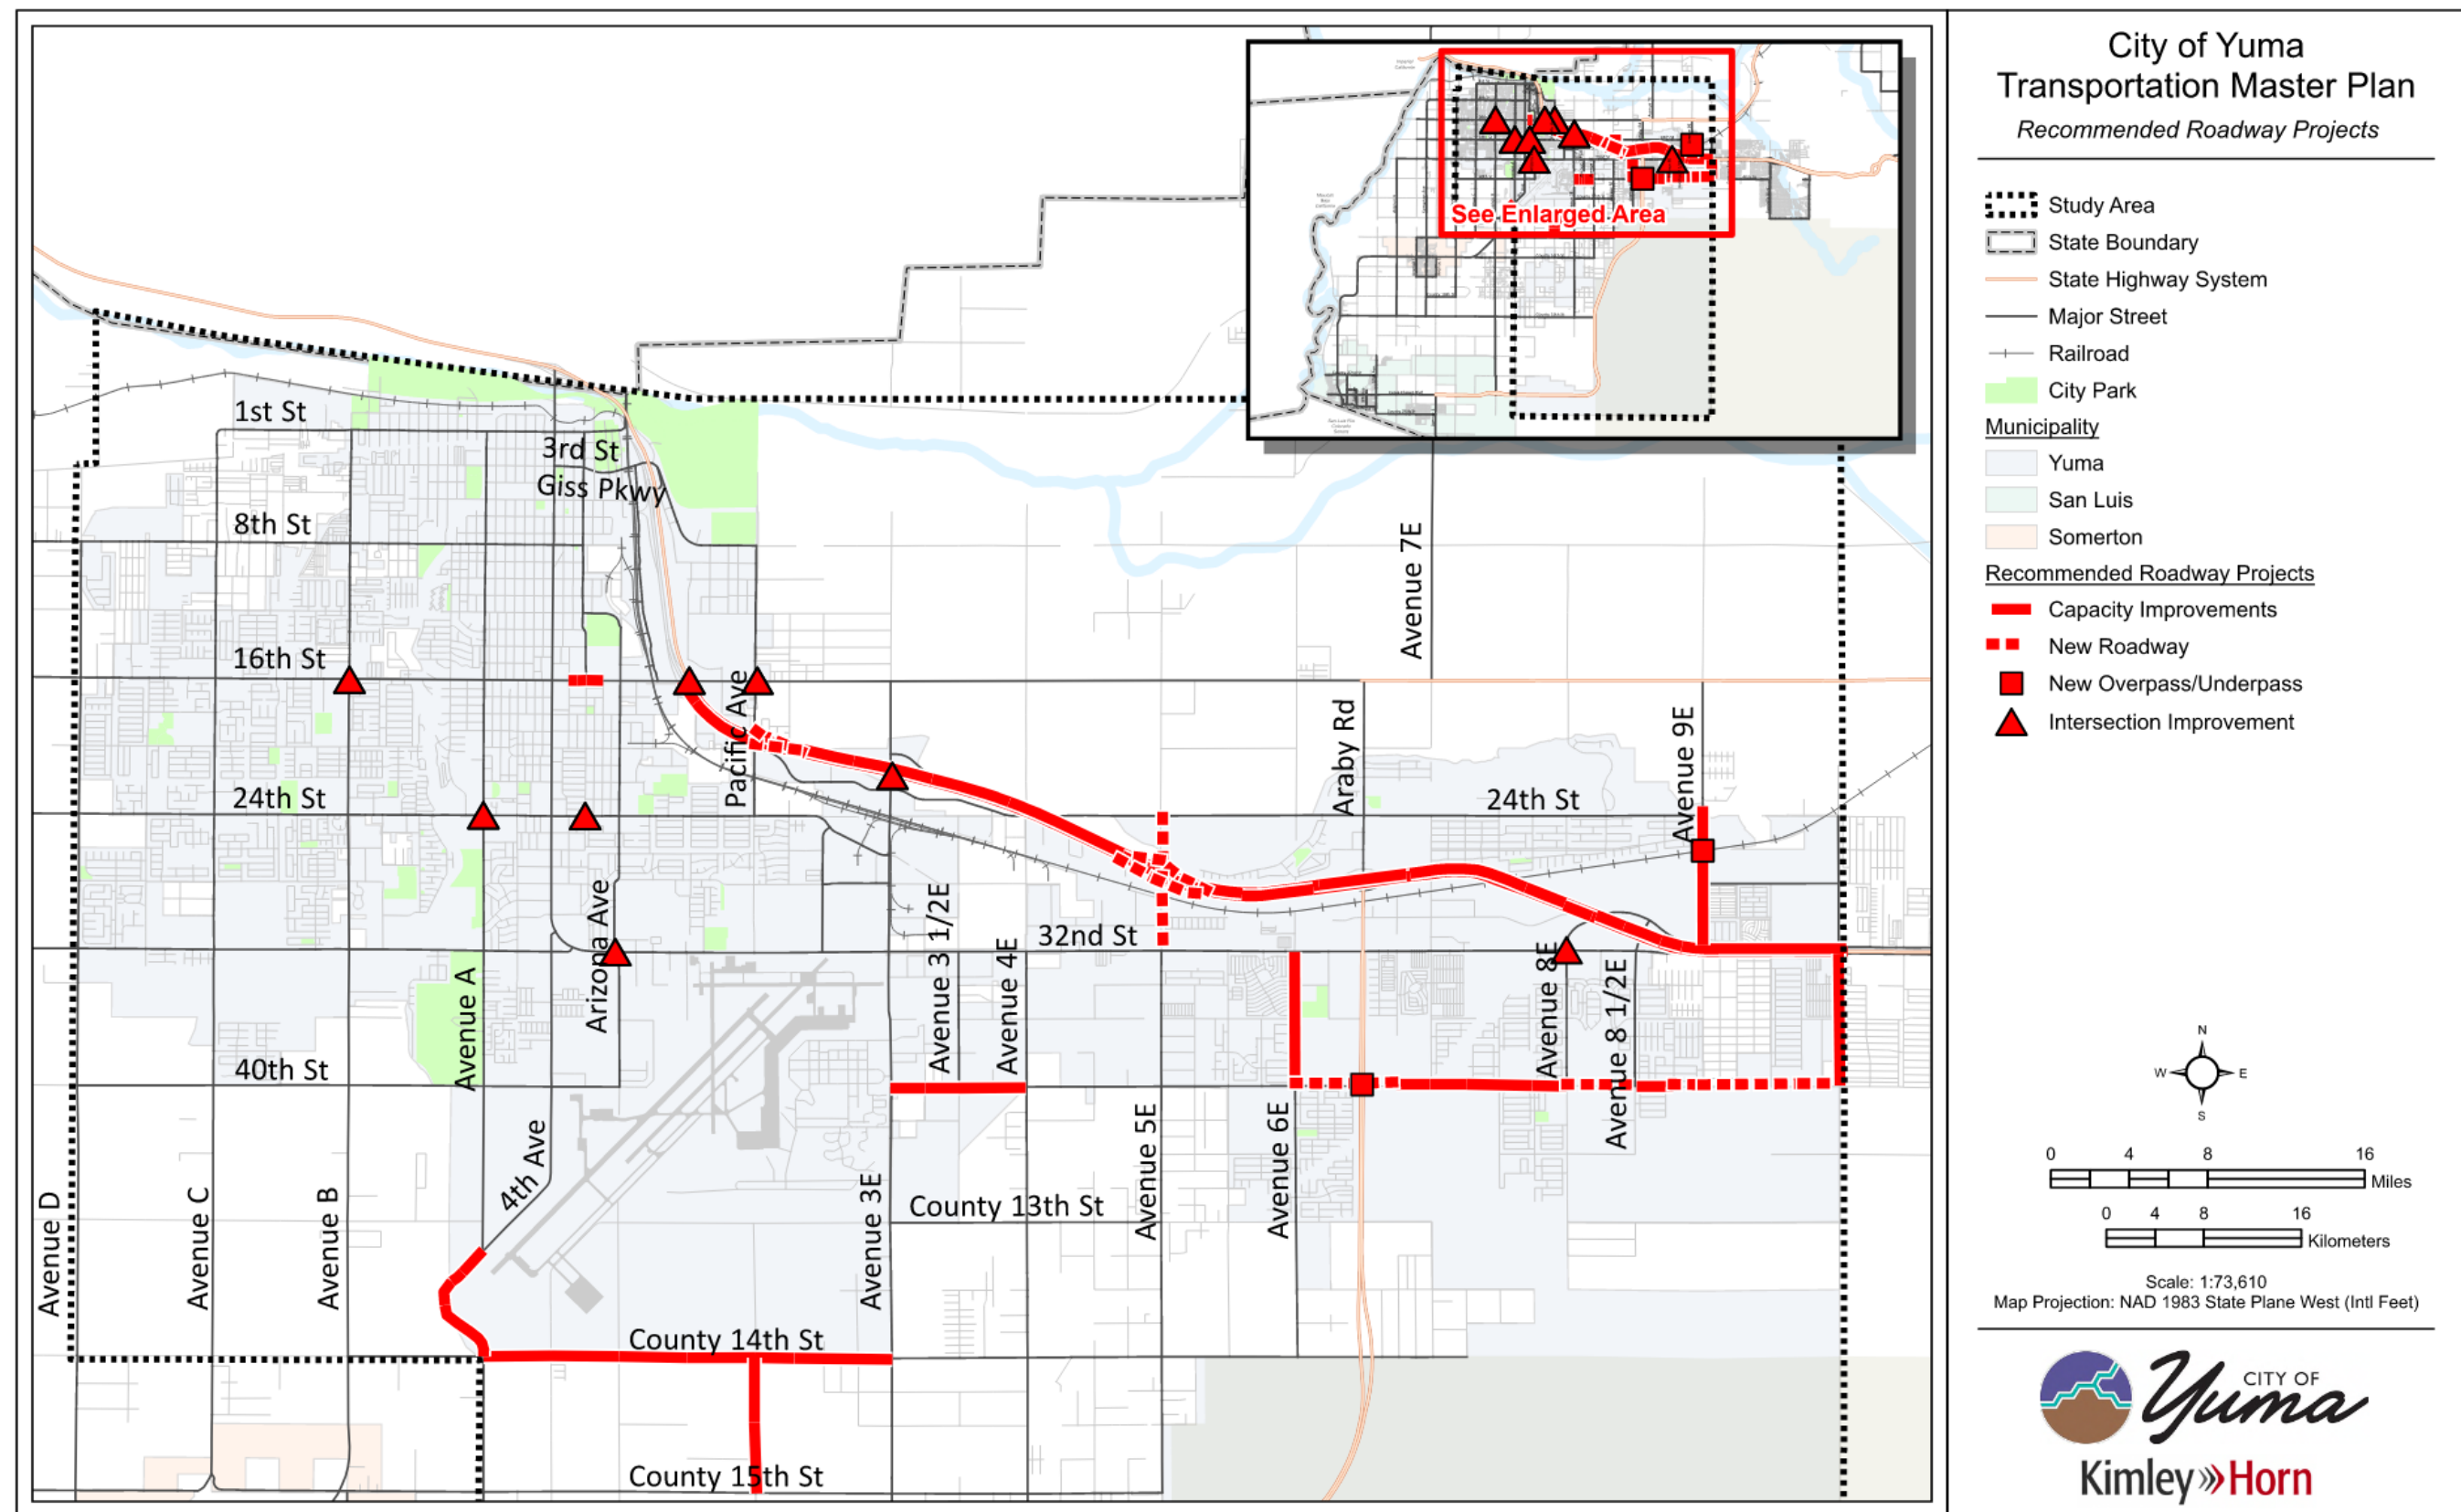 City of Yuma
Transportation Master Plan
Recommended Roadway Projects
Study Area
State Boundary
State Highway System
Major Street
Railroad
City Park
Municipality
Yuma
San Luis
Somerton
Recommended Roadway Projects
Capacity Improvements
New Roadway
New Overpass/Underpass
Intersection Improvement
N
W
E
S
0 4 8 16
Miles
0 4 8 16
Kilometers
Scale: 1:73,610
Map Projection: NAD 1983 State Plane West (Intl Feet)
CITY OF
Yuma
Kimley Horn
See Enlarged Area
1st St
3rd St
Giss Pkwy
8th St
16th St
24th St
24th St
32nd St
40th St
County 13th St
County 14th St
County 15th St
Avenue D
Avenue C
Avenue B
Avenue A
4th Ave
Arizona Ave
Pacific Ave
Avenue 3E
Avenue 3 1/2E
Avenue 4E
Avenue 5E
Avenue 6E
Araby Rd
Avenue 7E
Avenue 8E
Avenue 8 1/2E
Avenue 9E